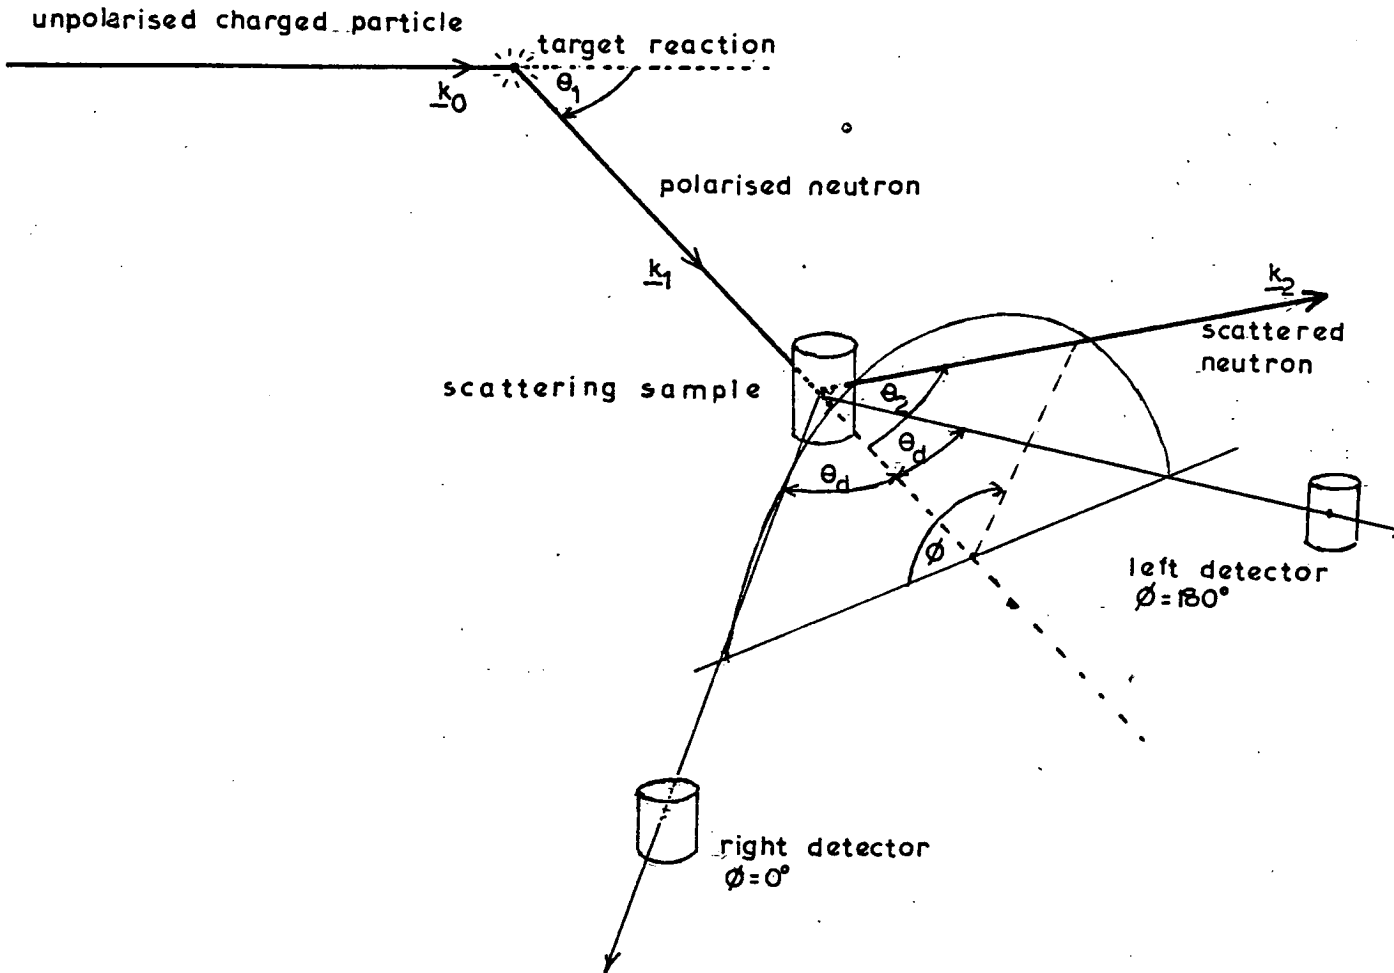 unpolarised charged particle
target reaction
k0
θ1
polarised neutron
k1
k2
scattered
neutron
scattering sample
θ2
θd
θd
ϕ
left detector
ϕ=180°
right detector
ϕ=0°